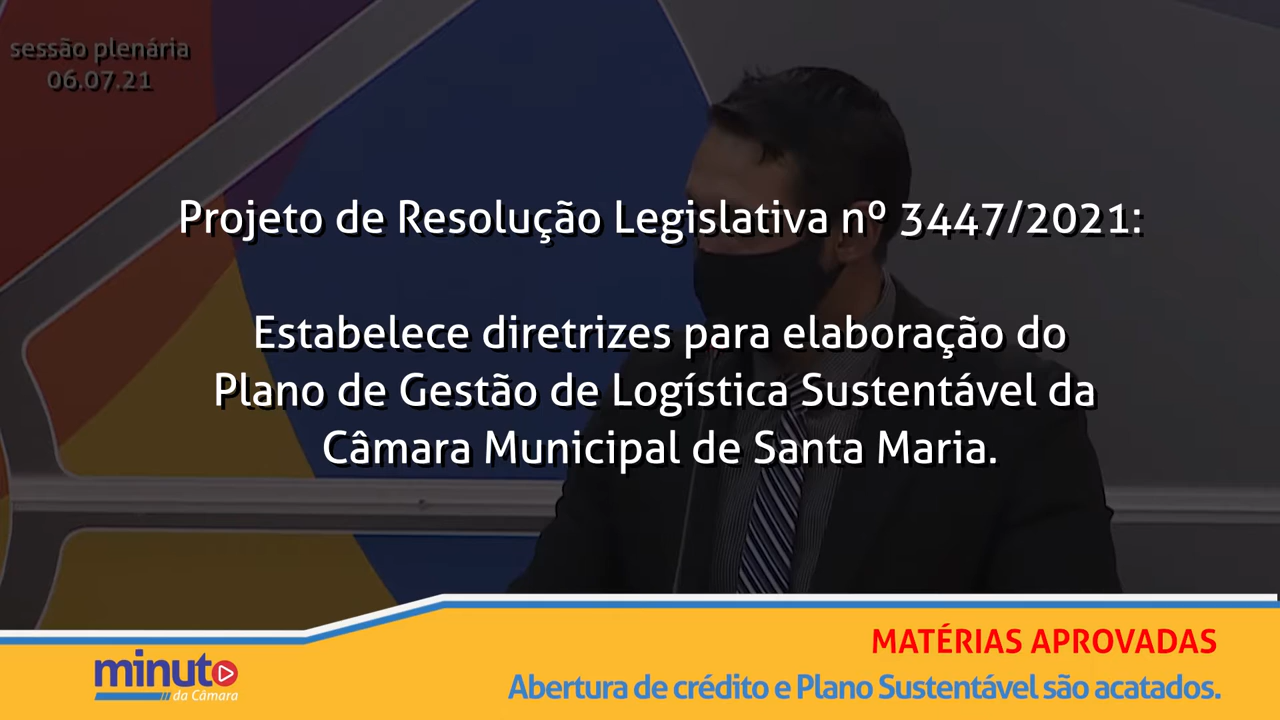 sessão plenária
06.07.21
Projeto de Resolução Legislativa nº 3447/2021:
Estabelece diretrizes para elaboração do
Plano de Gestão de Logística Sustentável da
Câmara Municipal de Santa Maria.
MATÉRIAS APROVADAS
Abertura de crédito e Plano Sustentável são acatados.
minuto
da Câmara